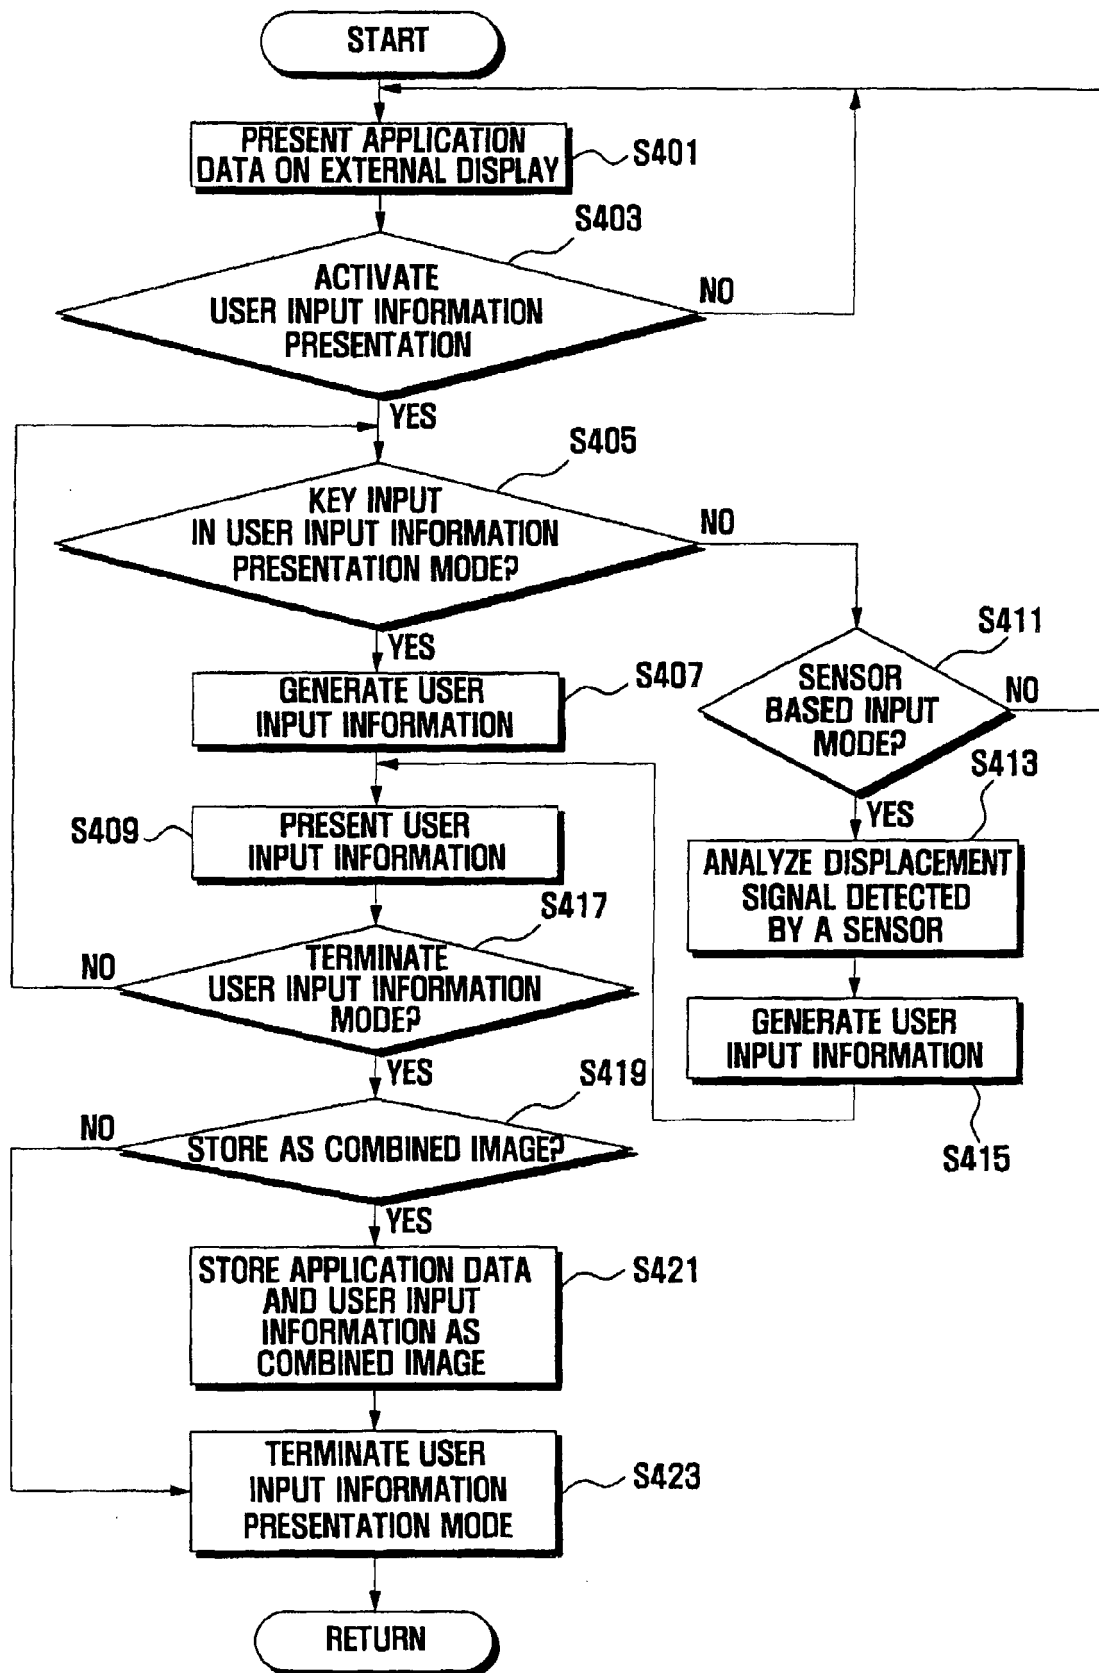 START
PRESENT APPLICATION
DATA ON EXTERNAL DISPLAY
S401
S403
ACTIVATE
USER INPUT INFORMATION
PRESENTATION
NO
YES
S405
KEY INPUT
IN USER INPUT INFORMATION
PRESENTATION MODE?
NO
YES
S411
SENSOR
BASED INPUT
MODE?
NO
YES
GENERATE USER
INPUT INFORMATION
S407
S413
ANALYZE DISPLACEMENT
SIGNAL DETECTED
BY A SENSOR
S409
PRESENT USER
INPUT INFORMATION
S417
TERMINATE
USER INPUT INFORMATION
MODE?
NO
YES
GENERATE USER
INPUT INFORMATION
S415
S419
STORE AS COMBINED IMAGE?
NO
YES
STORE APPLICATION DATA
AND USER INPUT
INFORMATION AS
COMBINED IMAGE
S421
TERMINATE USER
INPUT INFORMATION
PRESENTATION MODE
S423
RETURN